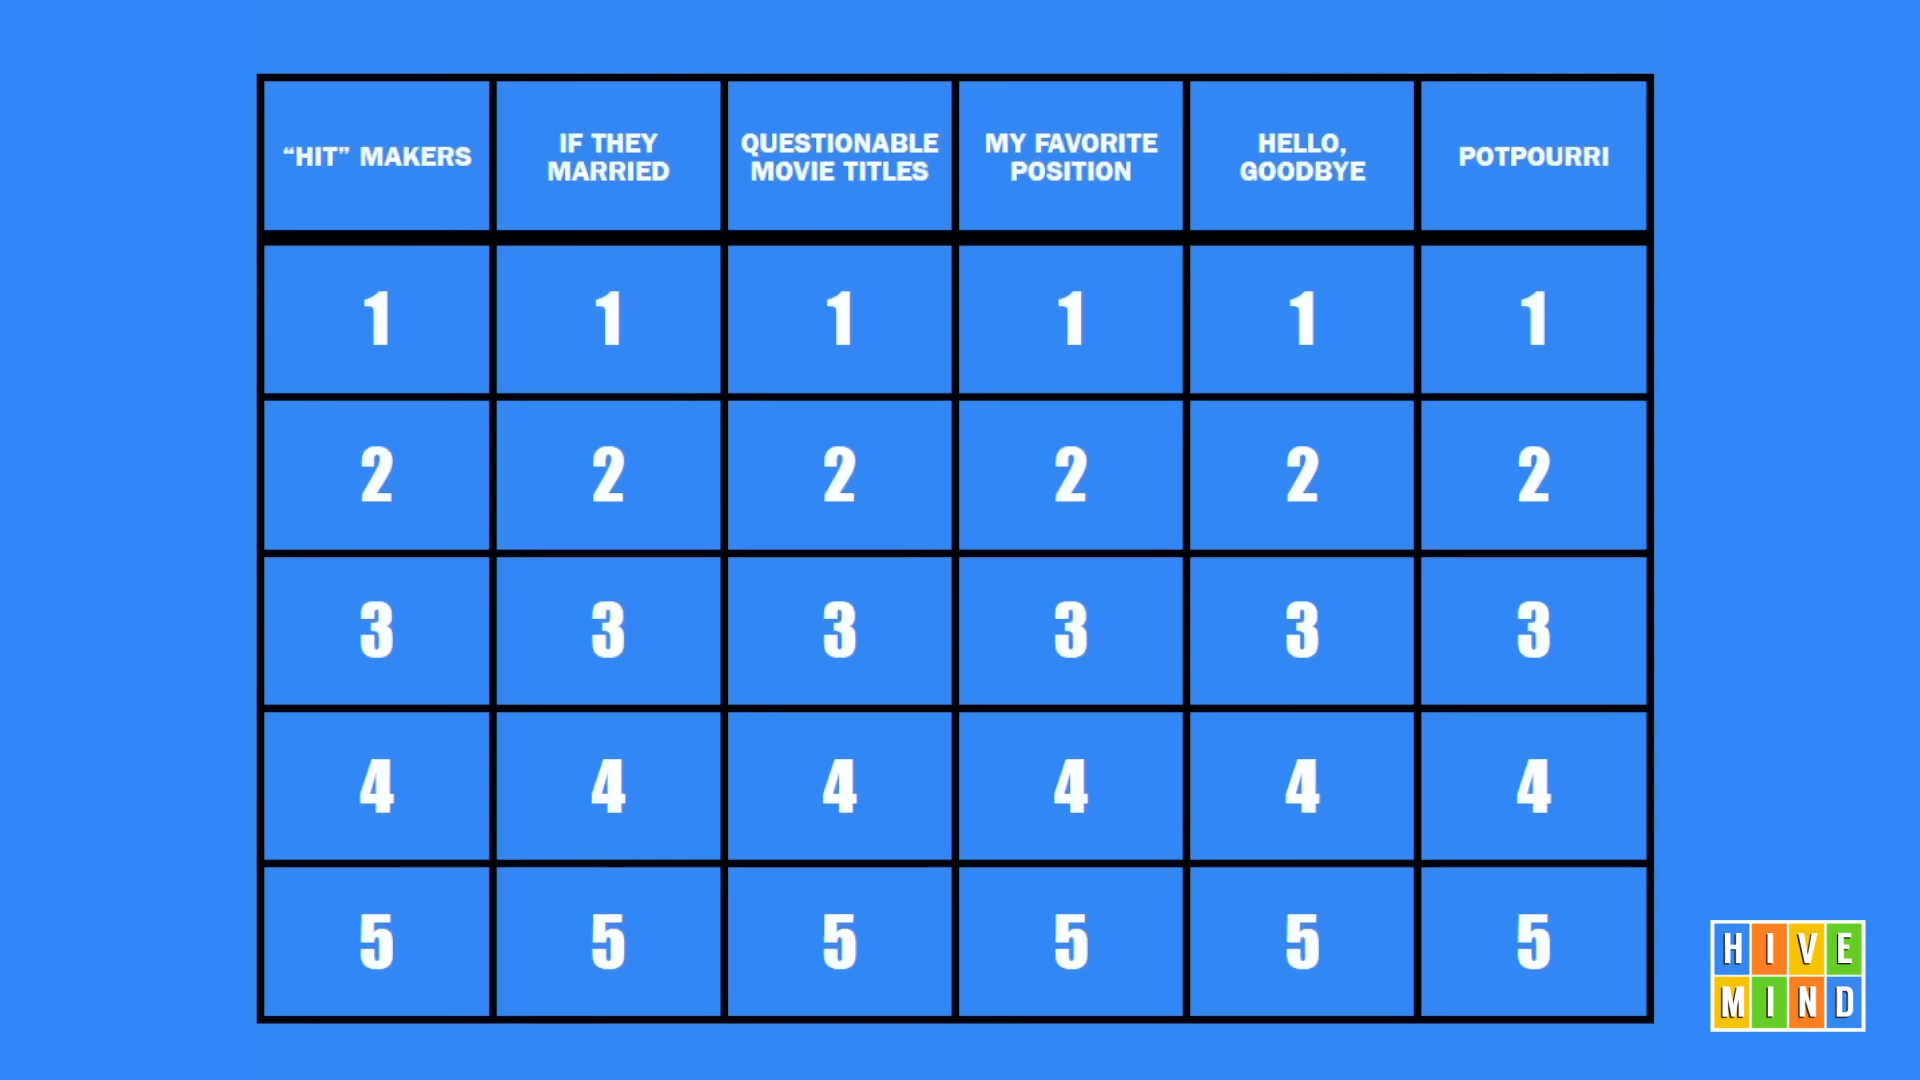 “HIT” MAKERS
IF THEY
MARRIED
QUESTIONABLE
MOVIE TITLES
MY FAVORITE
POSITION
HELLO,
GOODBYE
POTPOURRI
1 1 1 1 1 1
2 2 2 2 2 2
3 3 3 3 3 3
4 4 4 4 4 4
5 5 5 5 5 5
HIVE
MIND